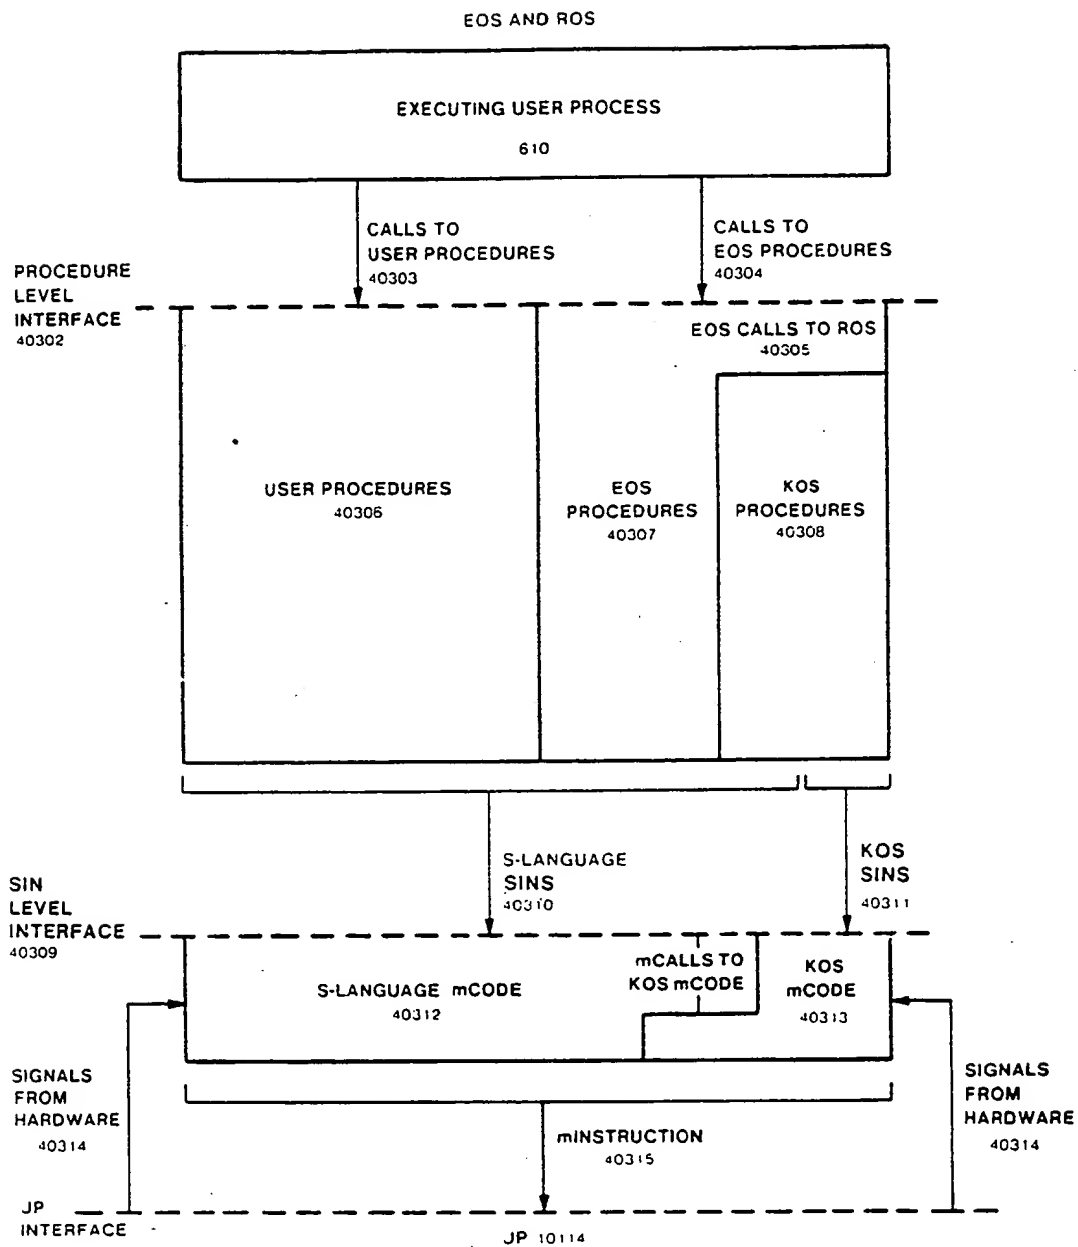 EOS AND ROS
EXECUTING USER PROCESS
610
CALLS TO
USER PROCEDURES
40303
CALLS TO
EOS PROCEDURES
40304
PROCEDURE
LEVEL
INTERFACE
40302
EOS CALLS TO ROS
40305
USER PROCEDURES
40306
EOS
PROCEDURES
40307
KOS
PROCEDURES
40308
S-LANGUAGE
SINS
40310
KOS
SINS
40311
SIN
LEVEL
INTERFACE
40309
S-LANGUAGE mCODE
40312
mCALLS TO
KOS mCODE
KOS
mCODE
40313
SIGNALS
FROM
HARDWARE
40314
mINSTRUCTION
40315
SIGNALS
FROM
HARDWARE
40314
JP
INTERFACE
JP 10114